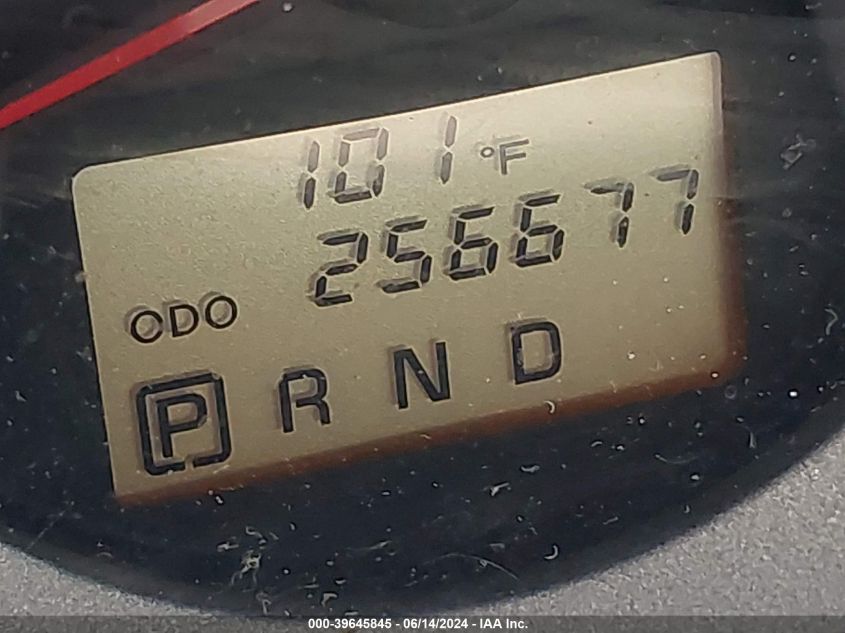 101 °F
256677
ODO
P R N D
000-39645845 - 06/14/2024 - IAA Inc.